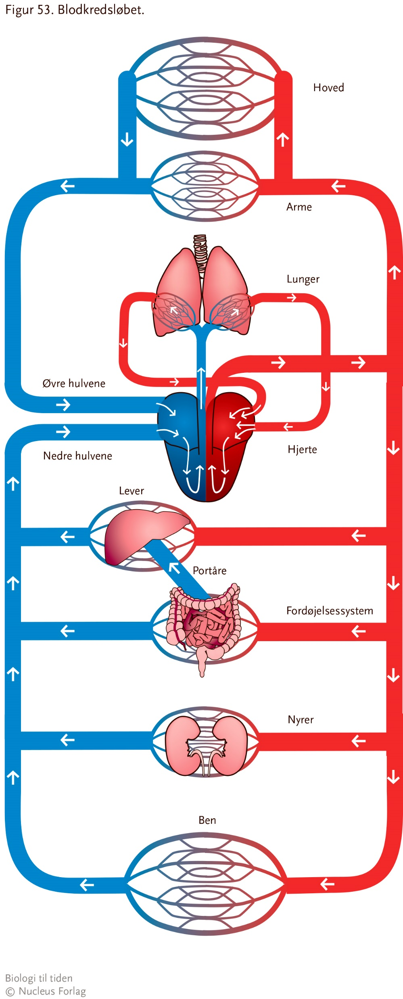 Figur 53. Blodkredsløbet.
Hoved
Arme
Lunger
Øvre hulvene
Hjerte
Nedre hulvene
Lever
Portåre
Fordøjelsessystem
Nyrer
Ben
Biologi til tiden
© Nucleus Forlag